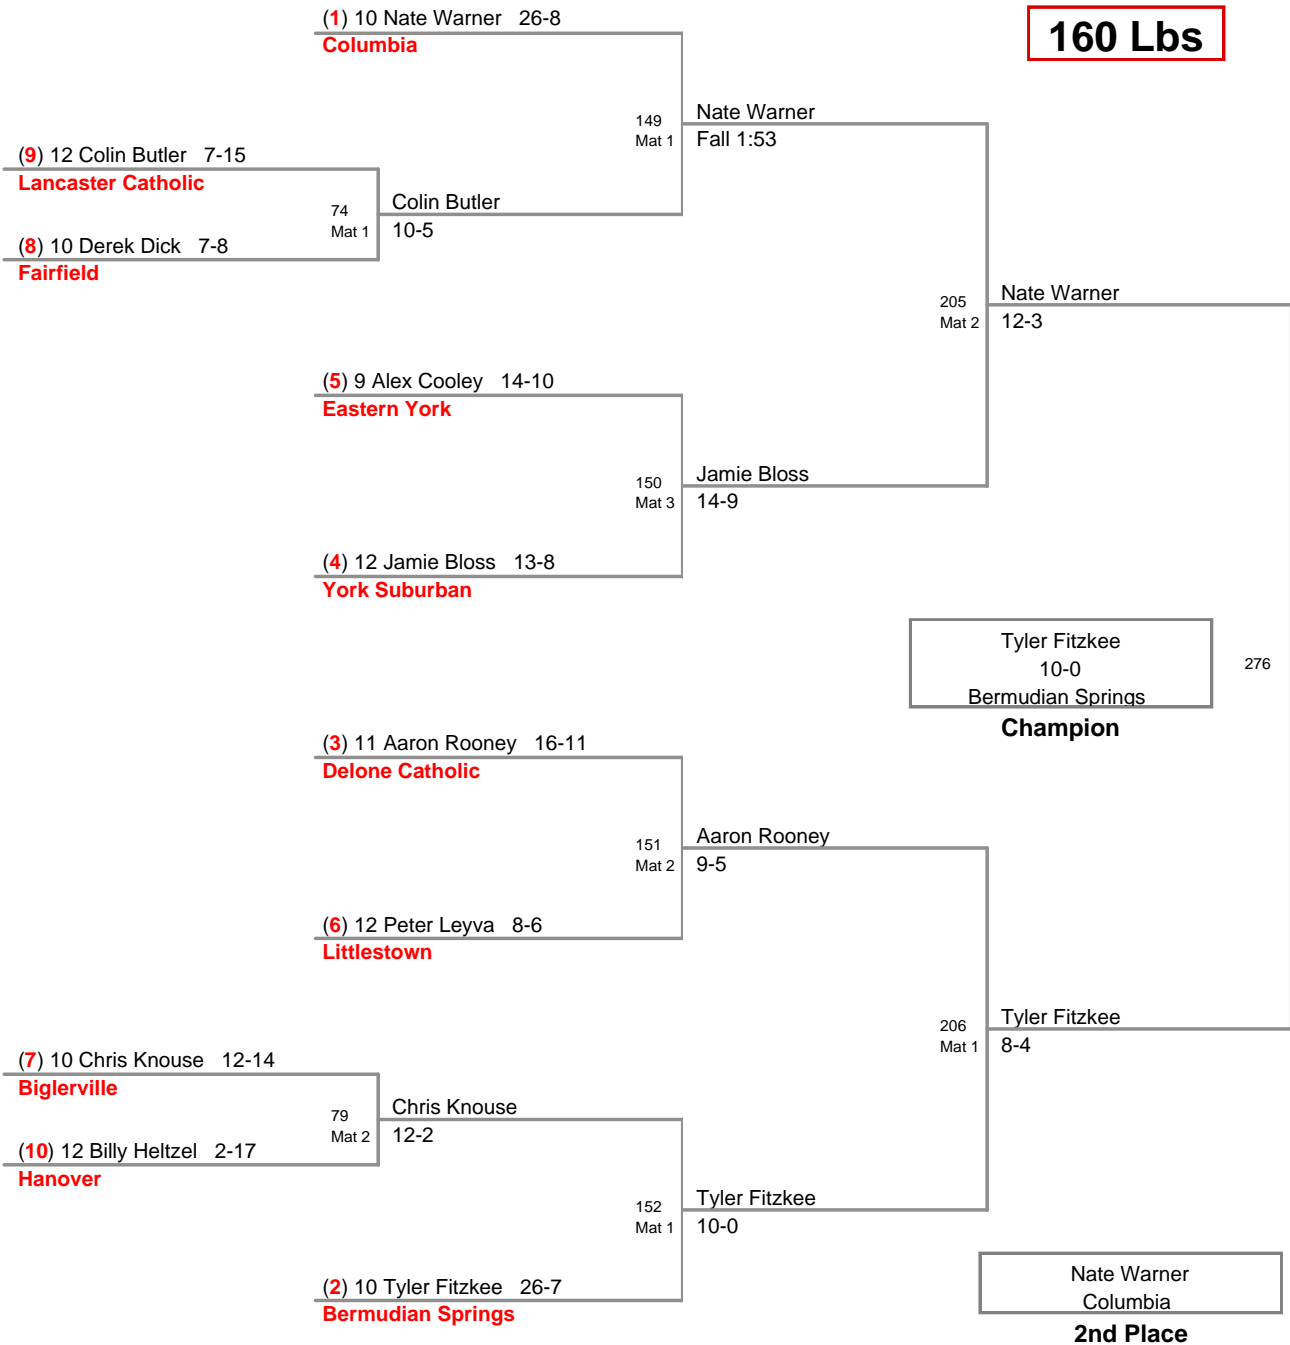 (1) 10 Nate Warner 26-8
Columbia
160 Lbs
149
Mat 1
Nate Warner
Fall 1:53
(9) 12 Colin Butler 7-15
Lancaster Catholic
74
Mat 1
Colin Butler
10-5
(8) 10 Derek Dick 7-8
Fairfield
205
Mat 2
Nate Warner
12-3
(5) 9 Alex Cooley 14-10
Eastern York
150
Mat 3
Jamie Bloss
14-9
(4) 12 Jamie Bloss 13-8
York Suburban
Tyler Fitzkee
10-0
Bermudian Springs
Champion
276
(3) 11 Aaron Rooney 16-11
Delone Catholic
151
Mat 2
Aaron Rooney
9-5
(6) 12 Peter Leyva 8-6
Littlestown
206
Mat 1
Tyler Fitzkee
8-4
(7) 10 Chris Knouse 12-14
Biglerville
79
Mat 2
Chris Knouse
12-2
(10) 12 Billy Heltzel 2-17
Hanover
152
Mat 1
Tyler Fitzkee
10-0
(2) 10 Tyler Fitzkee 26-7
Bermudian Springs
Nate Warner
Columbia
2nd Place